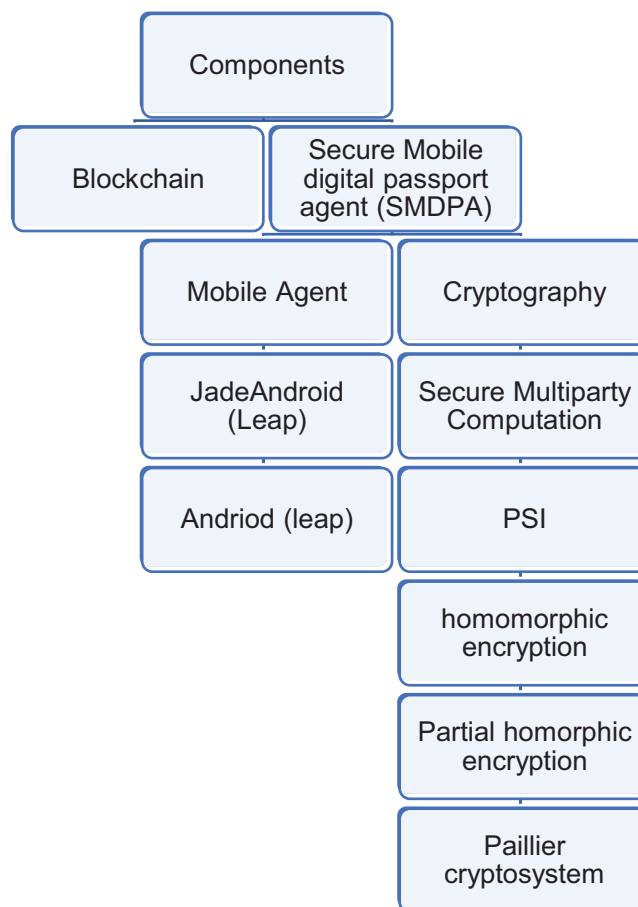 Components
Blockchain
Secure Mobile
digital passport
agent (SMDPA)
Mobile Agent
Cryptography
JadeAndroid
(Leap)
Secure Multiparty
Computation
Andriod (leap)
PSI
homomorphic
encryption
Partial homorphic
encryption
Paillier
cryptosystem